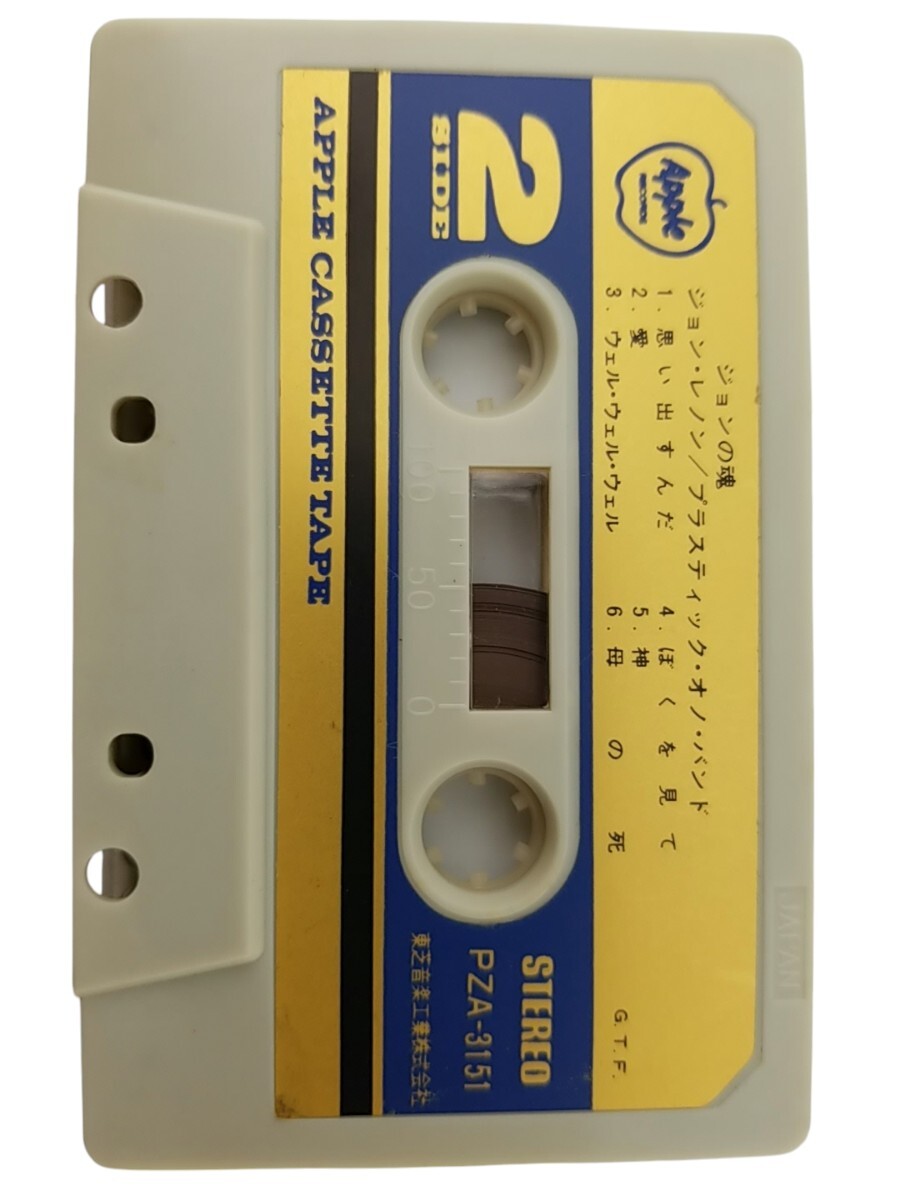 Apple
RECORDS
ジョンの魂
ジョン・レノン／プラスティック・オノ・バンド
1. 思い出すんだ
2. 愛
3. ウェル・ウェル・ウェル
4. ぼくを見て
5. 神
6. 母の死
G.T.F.
2
SIDE
100 50 0
STEREO
PZA-3151
東芝音楽工業株式会社
APPLE CASSETTE TAPE
JAPAN